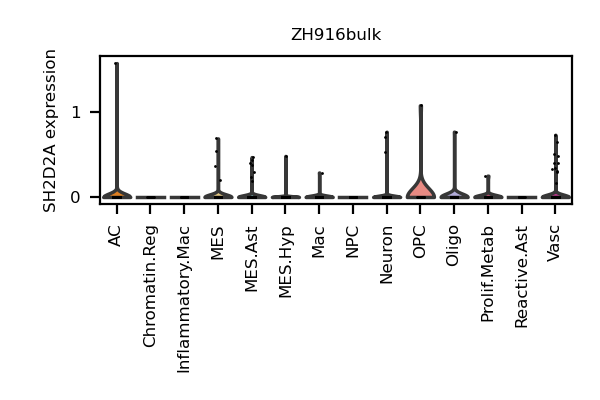 ZH916bulk
SH2D2A expression
1
0
AC
Chromatin.Reg
Inflammatory.Mac
MES
MES.Ast
MES.Hyp
Mac
NPC
Neuron
OPC
Oligo
Prolif.Metab
Reactive.Ast
Vasc